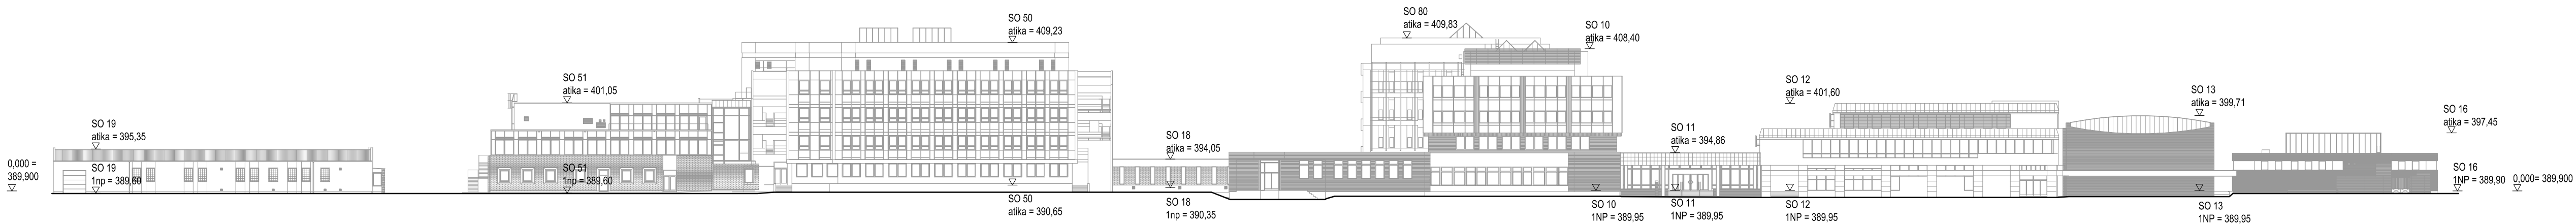 0,000 =
389,900
SO 19
atika = 395,35
SO 19
1np = 389,60
SO 51
atika = 401,05
SO 51
1np = 389,60
SO 50
atika = 409,23
SO 50
atika = 390,65
SO 18
atika = 394,05
SO 18
1np = 390,35
SO 80
atika = 409,83
SO 10
atika = 408,40
SO 10
1NP = 389,95
SO 11
atika = 394,86
SO 11
1NP = 389,95
SO 12
atika = 401,60
SO 12
1NP = 389,95
SO 13
atika = 399,71
SO 13
1NP = 389,95
SO 16
atika = 397,45
SO 16
1NP = 389,90
0,000= 389,900